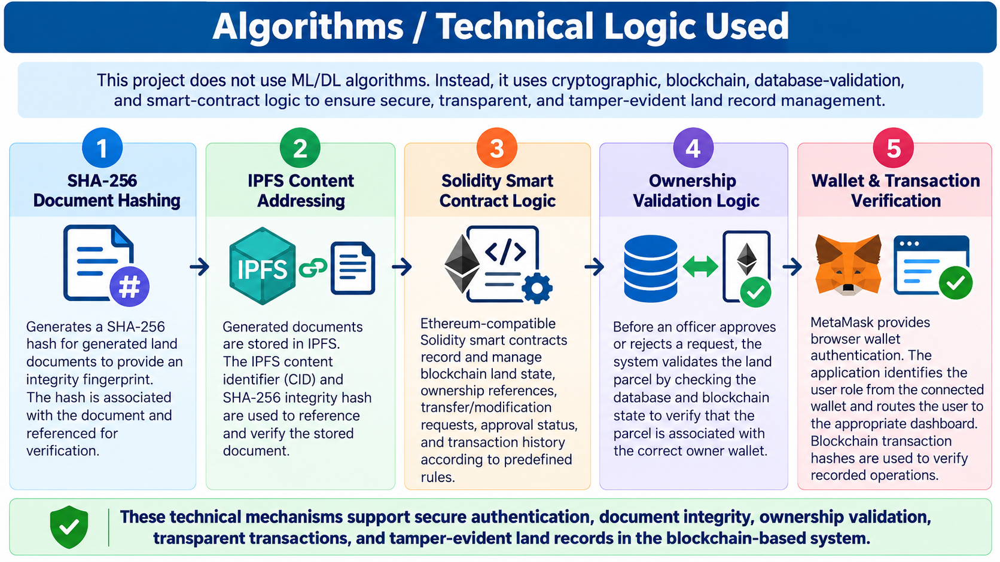 Algorithms / Technical Logic Used
This project does not use ML/DL algorithms. Instead, it uses cryptographic, blockchain, database-validation,
and smart-contract logic to ensure secure, transparent, and tamper-evident land record management.
1
SHA-256
Document Hashing
#
Generates a SHA-256
hash for generated land
documents to provide an
integrity fingerprint.
The hash is associated
with the document and
referenced for
verification.
2
IPFS Content
Addressing
IPFS
Generated documents
are stored in IPFS.
The IPFS content
identifier (CID) and
SHA-256 integrity hash
are used to reference
and verify the stored
document.
3
Solidity Smart
Contract Logic
</>
Ethereum-compatible
Solidity smart contracts
record and manage
blockchain land state,
ownership references,
transfer/modification
requests, approval status,
and transaction history
according to predefined
rules.
4
Ownership
Validation Logic
Before an officer approves
or rejects a request, the
system validates the land
parcel by checking the
database and blockchain
state to verify that the
parcel is associated with
the correct owner wallet.
5
Wallet & Transaction
Verification
MetaMask provides
browser wallet
authentication. The
application identifies the
user role from the connected
wallet and routes the user to
the appropriate dashboard.
Blockchain transaction
hashes are used to verify
recorded operations.
These technical mechanisms support secure authentication, document integrity, ownership validation,
transparent transactions, and tamper-evident land records in the blockchain-based system.